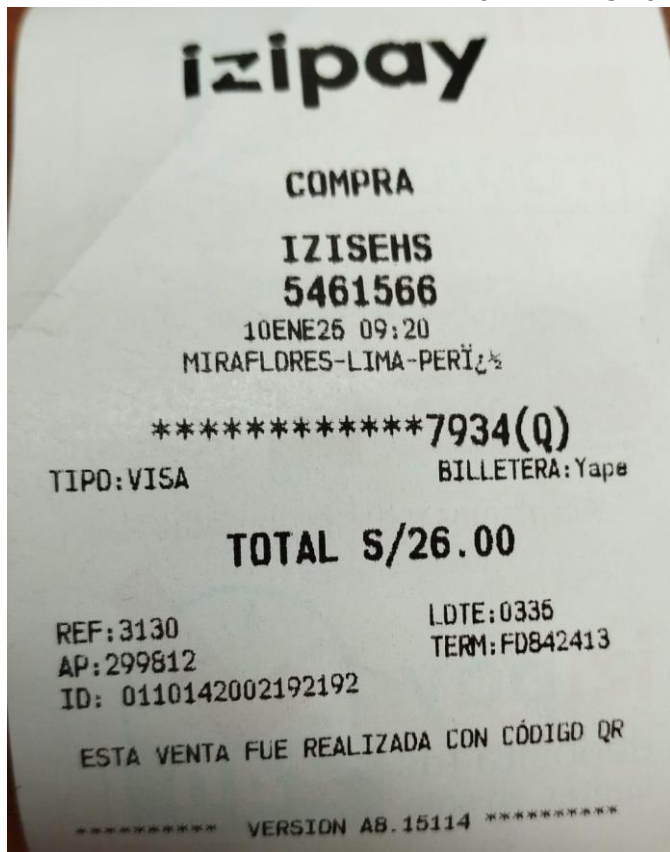 izipay
COMPRA
IZISEHS
5461566
10ENE25 09:20
MIRAFLORES-LIMA-PERÏ¿½
************7934(Q)
TIPO:VISA BILLETERA:Yape
TOTAL S/26.00
REF:3130 LOTE:0335
AP:299812 TERM:FD842413
ID: 0110142002192192
ESTA VENTA FUE REALIZADA CON CÓDIGO QR
********** VERSION A8.15114 **********